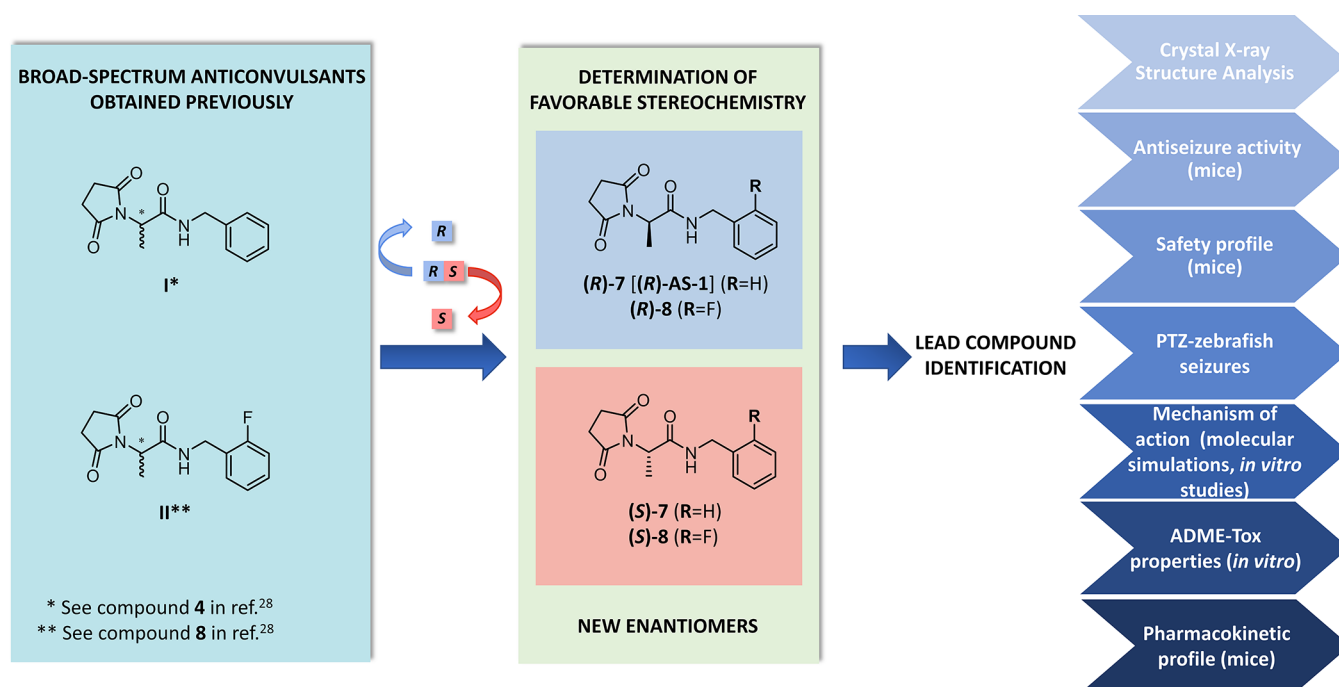 BROAD-SPECTRUM ANTICONVULSANTS
OBTAINED PREVIOUSLY
O
N
O
*
O
N
H
I*
O
N
O
*
O
N
H
F
II**
* See compound 4 in ref.28
** See compound 8 in ref.28
R
R S
S
DETERMINATION OF
FAVORABLE STEREOCHEMISTRY
O
N
O
O
N
H
R
(R)-7 [(R)-AS-1] (R=H)
(R)-8 (R=F)
O
N
O
O
N
H
R
(S)-7 (R=H)
(S)-8 (R=F)
NEW ENANTIOMERS
LEAD COMPOUND
IDENTIFICATION
Crystal X-ray
Structure Analysis
Antiseizure activity
(mice)
Safety profile
(mice)
PTZ-zebrafish
seizures
Mechanism of
action (molecular
simulations, in vitro
studies)
ADME-Tox
properties (in vitro)
Pharmacokinetic
profile (mice)